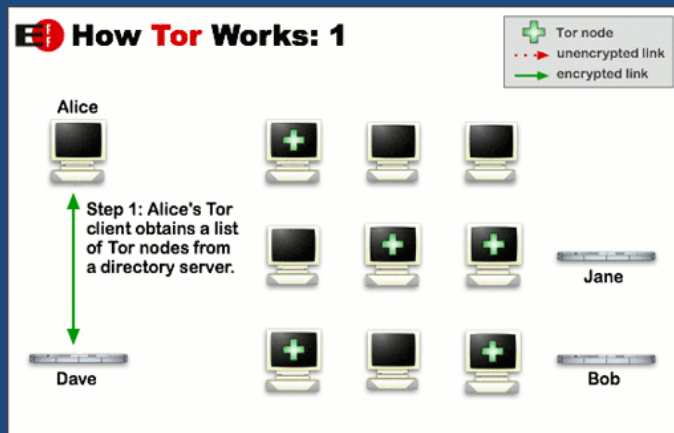 EFF How Tor Works: 1
Tor node
unencrypted link
encrypted link
Alice
Step 1: Alice's Tor
client obtains a list
of Tor nodes from
a directory server.
Jane
Dave
Bob